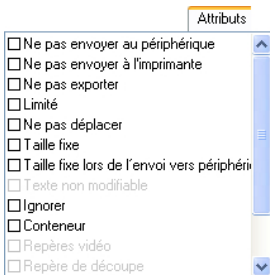 Attributs
Ne pas envoyer au périphérique
Ne pas envoyer à l'imprimante
Ne pas exporter
Limité
Ne pas déplacer
Taille fixe
Taille fixe lors de l'envoi vers périphéri
Texte non modifiable
Ignorer
Conteneur
Repères vidéo
Repère de découpe